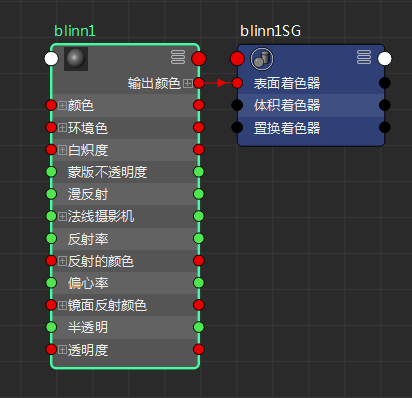 blinn1
blinn1SG
输出颜色
颜色
环境色
白炽度
蒙版不透明度
漫反射
法线摄影机
反射率
反射的颜色
偏心率
镜面反射颜色
半透明
透明度
表面着色器
体积着色器
置换着色器